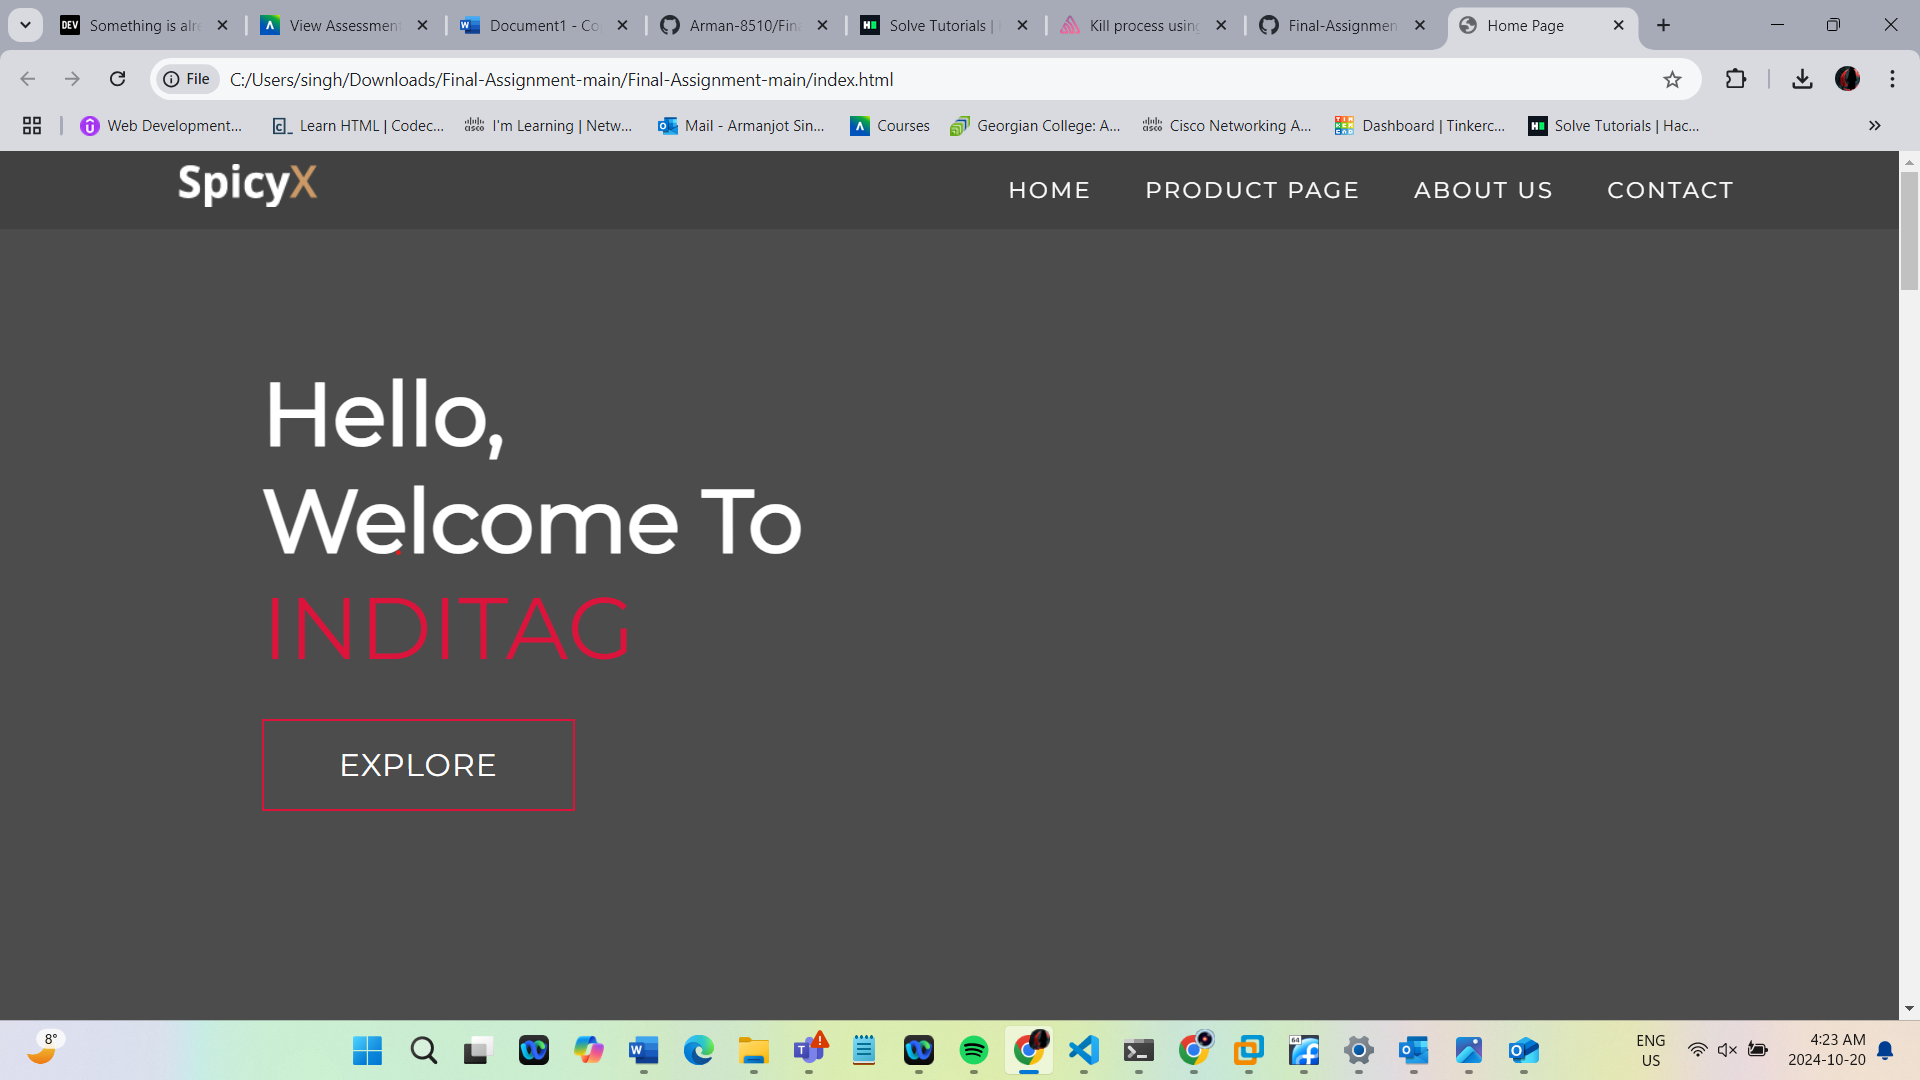 Something is alre
View Assessment
Document1 - Co
Arman-8510/Fina
Solve Tutorials |
Kill process using
Final-Assignmen
Home Page
File
C:/Users/singh/Downloads/Final-Assignment-main/Final-Assignment-main/index.html
Web Development...
Learn HTML | Codec...
I'm Learning | Netw...
Mail - Armanjot Sin...
Courses
Georgian College: A...
Cisco Networking A...
Dashboard | Tinkerc...
Solve Tutorials | Hac...
SpicyX
HOME
PRODUCT PAGE
ABOUT US
CONTACT
Hello,
Welcome To
INDITAG
EXPLORE
8°
ENG
US
4:23 AM
2024-10-20